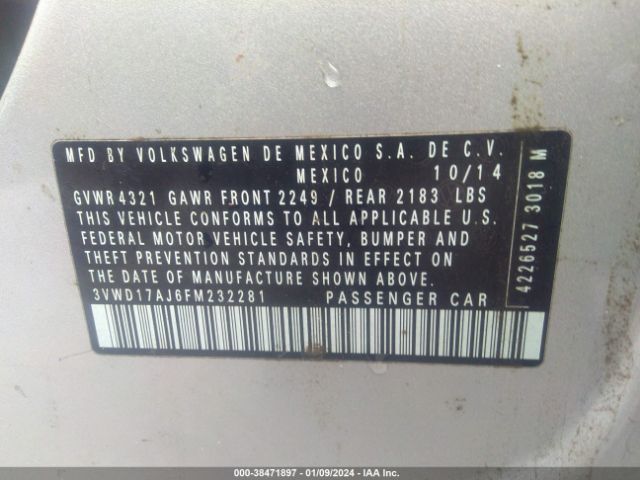 MFD BY VOLKSWAGEN DE MEXICO S.A. DE C.V.
MEXICO 10/14
GVWR 4321 GAWR FRONT 2249 / REAR 2183 LBS
THIS VEHICLE CONFORMS TO ALL APPLICABLE U.S.
FEDERAL MOTOR VEHICLE SAFETY, BUMPER AND
THEFT PREVENTION STANDARDS IN EFFECT ON
THE DATE OF MANUFACTURE SHOWN ABOVE.
3VWD17AJ6FM232281 PASSENGER CAR
4226527 3018 M
000-38471897 - 01/09/2024 - IAA Inc.